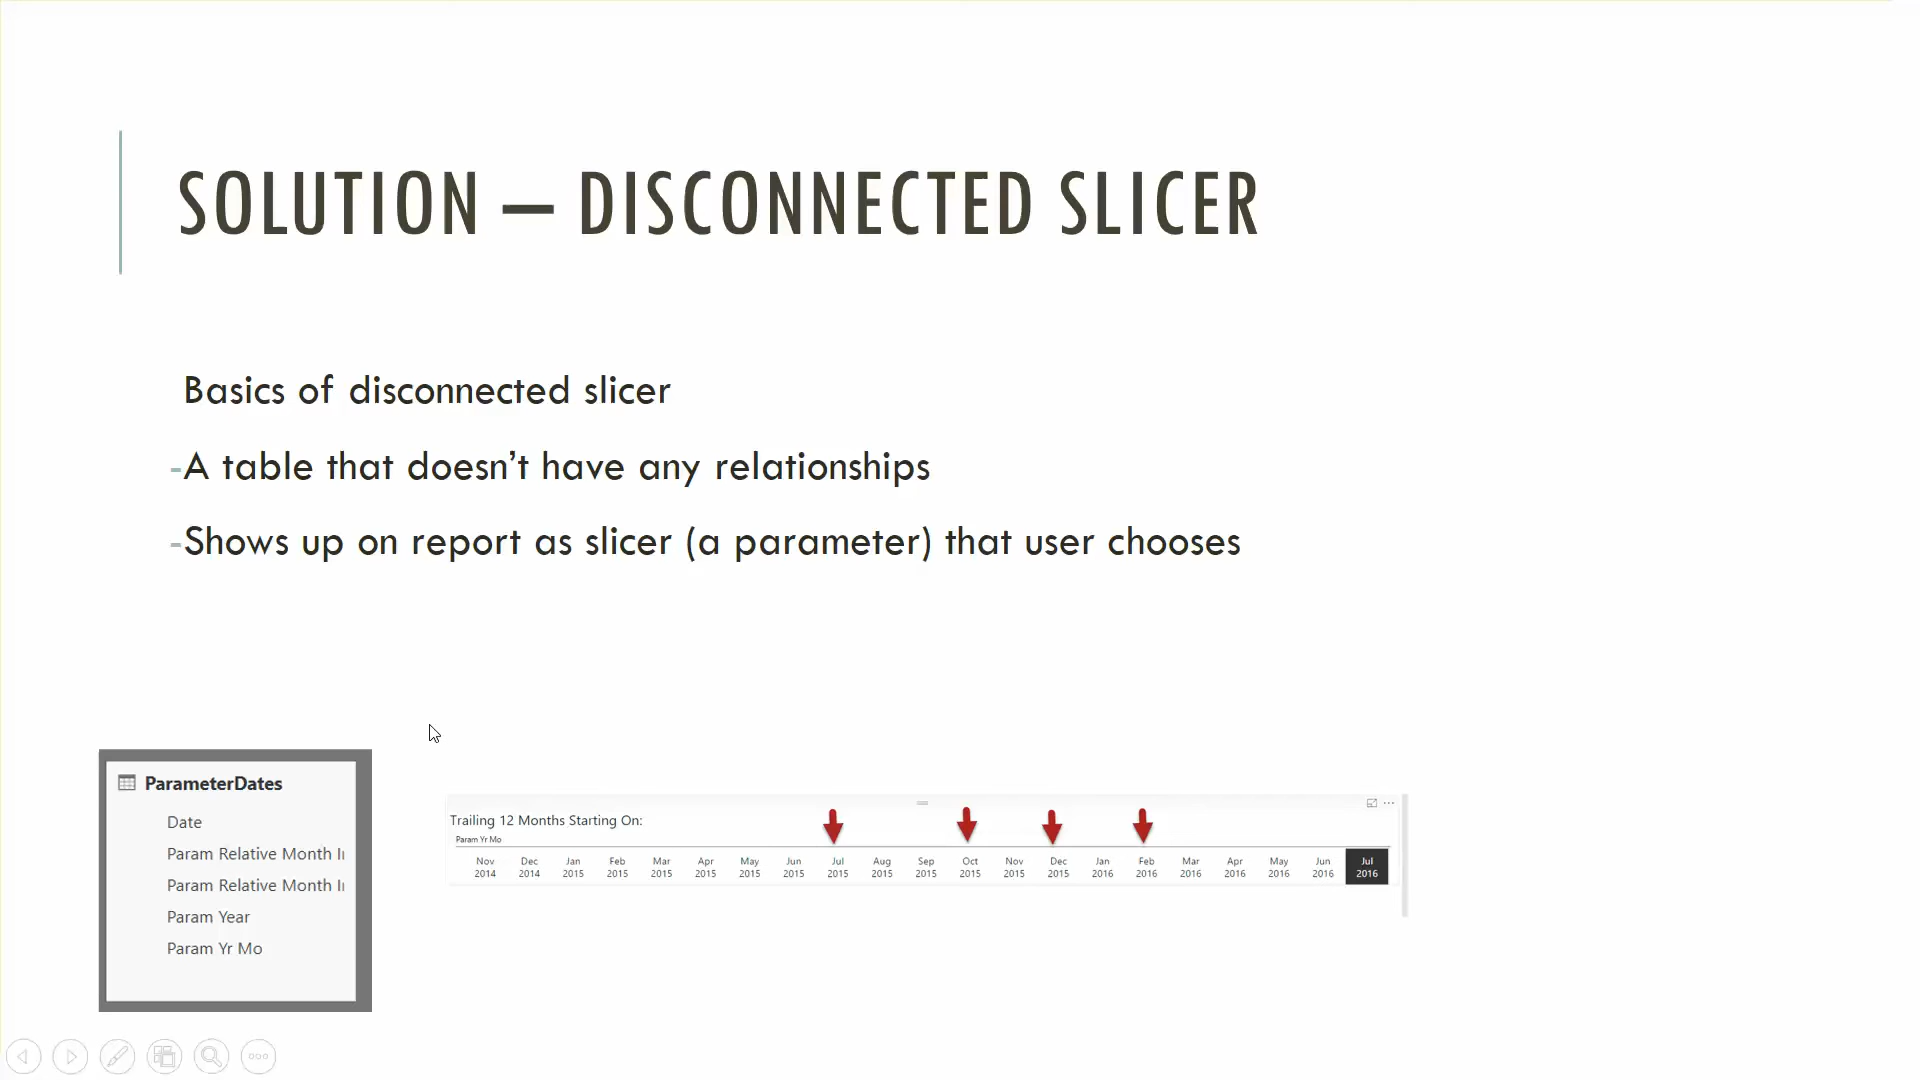 SOLUTION – DISCONNECTED SLICER
Basics of disconnected slicer
-A table that doesn't have any relationships
-Shows up on report as slicer (a parameter) that user chooses
ParameterDates
Date
Param Relative Month I
Param Relative Month I
Param Year
Param Yr Mo
Trailing 12 Months Starting On:
Param Yr Mo
Nov Dec Jan Feb Mar Apr May Jun Jul Aug Sep Oct Nov Dec Jan Feb Mar Apr May Jun Jul
2014 2014 2015 2015 2015 2015 2015 2015 2015 2015 2015 2015 2015 2015 2016 2016 2016 2016 2016 2016 2016